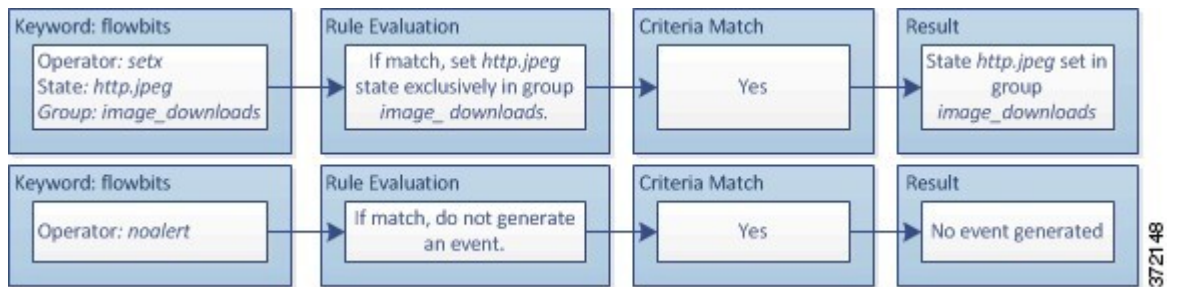 Keyword: flowbits
Operator: setx
State: http.jpeg
Group: image_downloads
Rule Evaluation
If match, set http.jpeg
state exclusively in group
image_ downloads.
Criteria Match
Yes
Result
State http.jpeg set in
group
image_downloads
Keyword: flowbits
Operator: noalert
Rule Evaluation
If match, do not generate
an event.
Criteria Match
Yes
Result
No event generated
372148